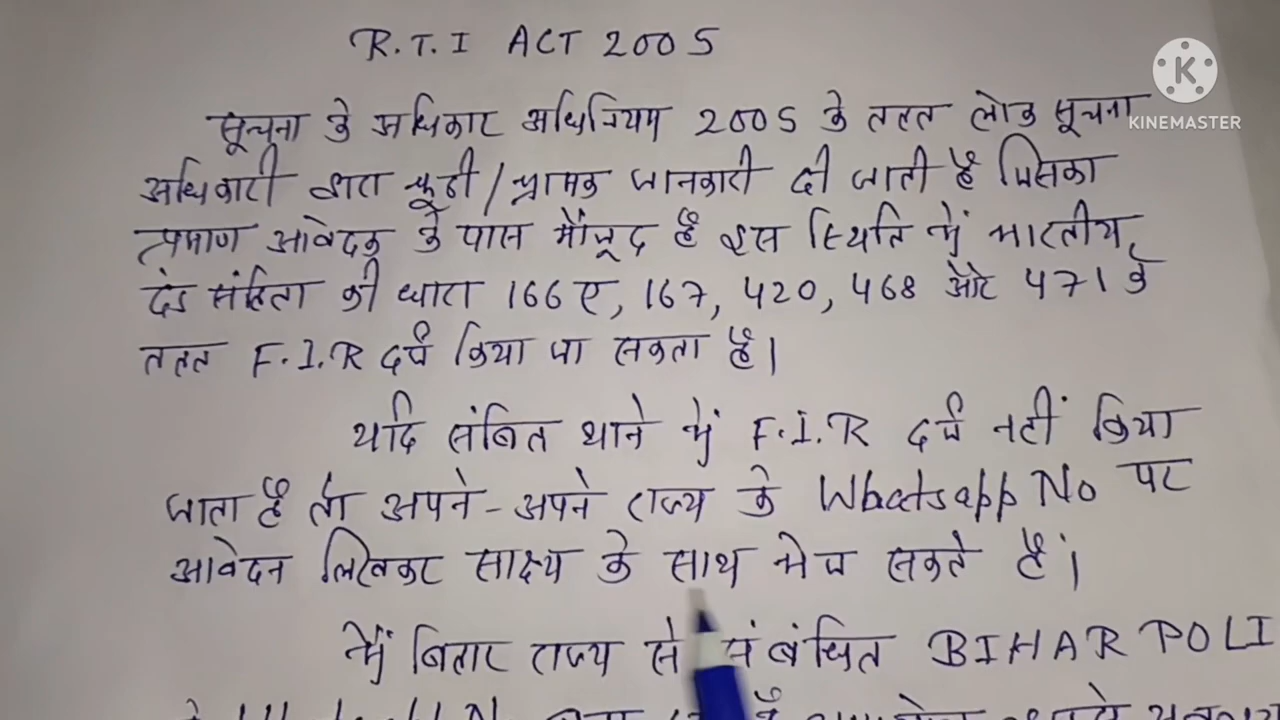 R.T.I ACT 2005
K
KINEMASTER
सूचना के अधिकार अधिनियम 2005 के तहत लोक सूचना
अधिकारी द्वारा झूठी / भ्रामक जानकारी दी जाती है जिसका
प्रमाण आवेदक के पास मौजूद है इस स्थिति में भारतीय
दंड संहिता की धारा 166ए, 167, 420, 468 और 471 के
तहत F.I.R दर्ज किया जा सकता है।
यदि संबित थाने में F.I.R दर्ज नहीं किया
जाता है तो अपने-अपने राज्य के Whatsapp No पर
आवेदन लिखकर साक्ष्य के साथ भेज सकते हैं।
मैं बिहार राज्य से संबंधित BIHAR POLI